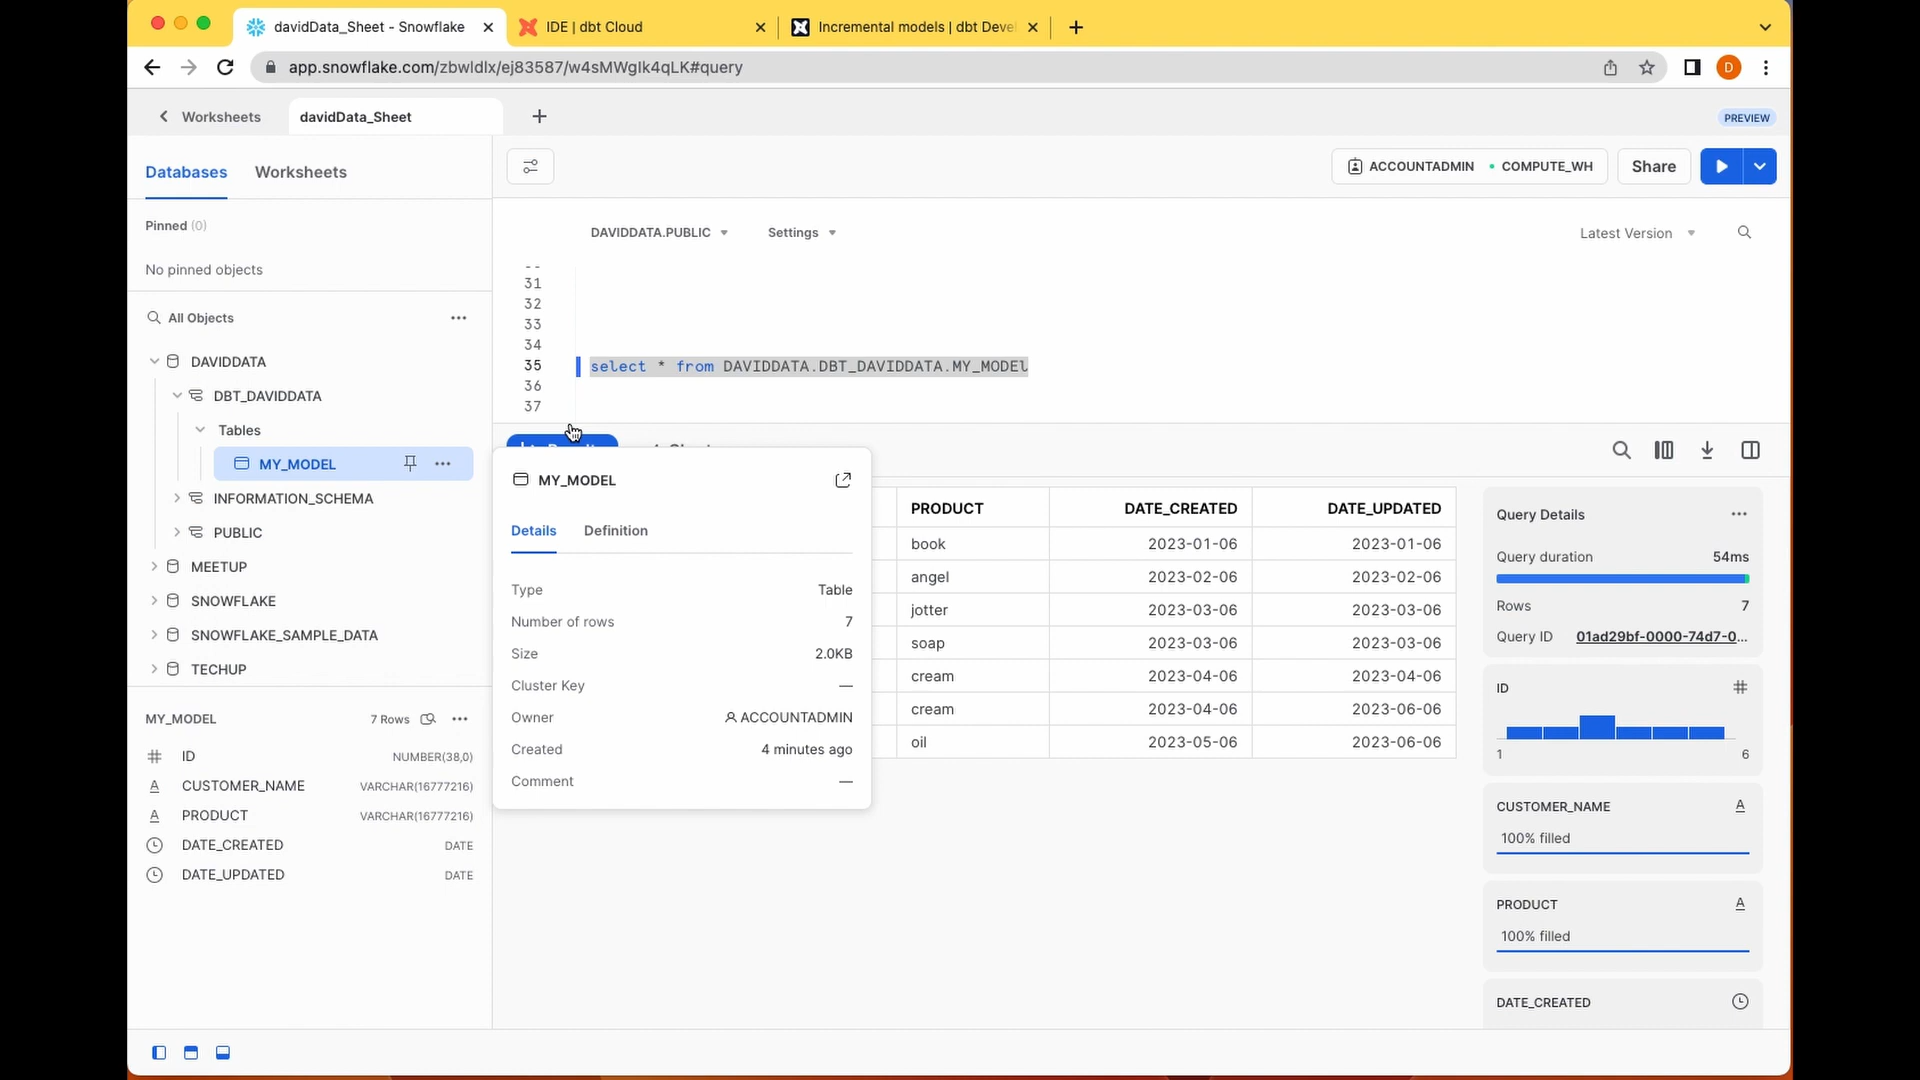 davidData_Sheet - Snowflake
IDE | dbt Cloud
Incremental models | dbt Deve
app.snowflake.com/zbwldlx/ej83587/w4sMWgIk4qLK#query
D
Worksheets
davidData_Sheet
PREVIEW
Databases
Worksheets
ACCOUNTADMIN
COMPUTE_WH
Share
Pinned (0)
DAVIDDATA.PUBLIC
Settings
Latest Version
No pinned objects
All Objects
31
32
33
34
35 select * from DAVIDDATA.DBT_DAVIDDATA.MY_MODEL
36
37
DAVIDDATA
DBT_DAVIDDATA
Tables
MY_MODEL
INFORMATION_SCHEMA
PUBLIC
MEETUP
SNOWFLAKE
SNOWFLAKE_SAMPLE_DATA
TECHUP
MY_MODEL 7 Rows
ID NUMBER(38,0)
CUSTOMER_NAME VARCHAR(16777216)
PRODUCT VARCHAR(16777216)
DATE_CREATED DATE
DATE_UPDATED DATE
MY_MODEL
Details Definition
Type Table
Number of rows 7
Size 2.0KB
Cluster Key —
Owner ACCOUNTADMIN
Created 4 minutes ago
Comment —
PRODUCT DATE_CREATED DATE_UPDATED
book 2023-01-06 2023-01-06
angel 2023-02-06 2023-02-06
jotter 2023-03-06 2023-03-06
soap 2023-03-06 2023-03-06
cream 2023-04-06 2023-04-06
cream 2023-04-06 2023-06-06
oil 2023-05-06 2023-06-06
Query Details
Query duration 54ms
Rows 7
Query ID 01ad29bf-0000-74d7-0...
ID
1 6
CUSTOMER_NAME
100% filled
PRODUCT
100% filled
DATE_CREATED